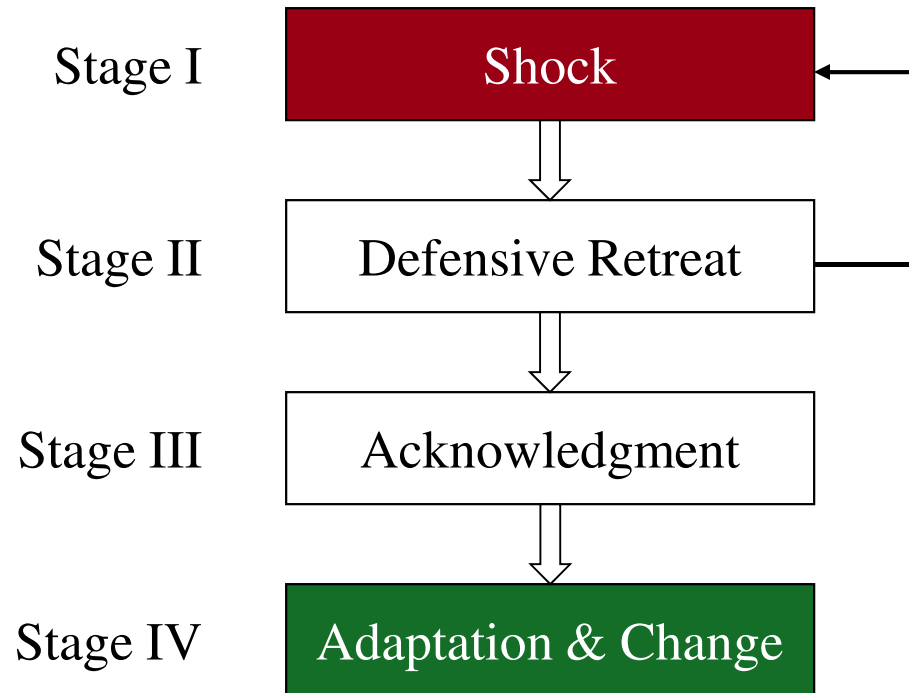 Stage I
Shock
Stage II
Defensive Retreat
Stage III
Acknowledgment
Stage IV
Adaptation & Change